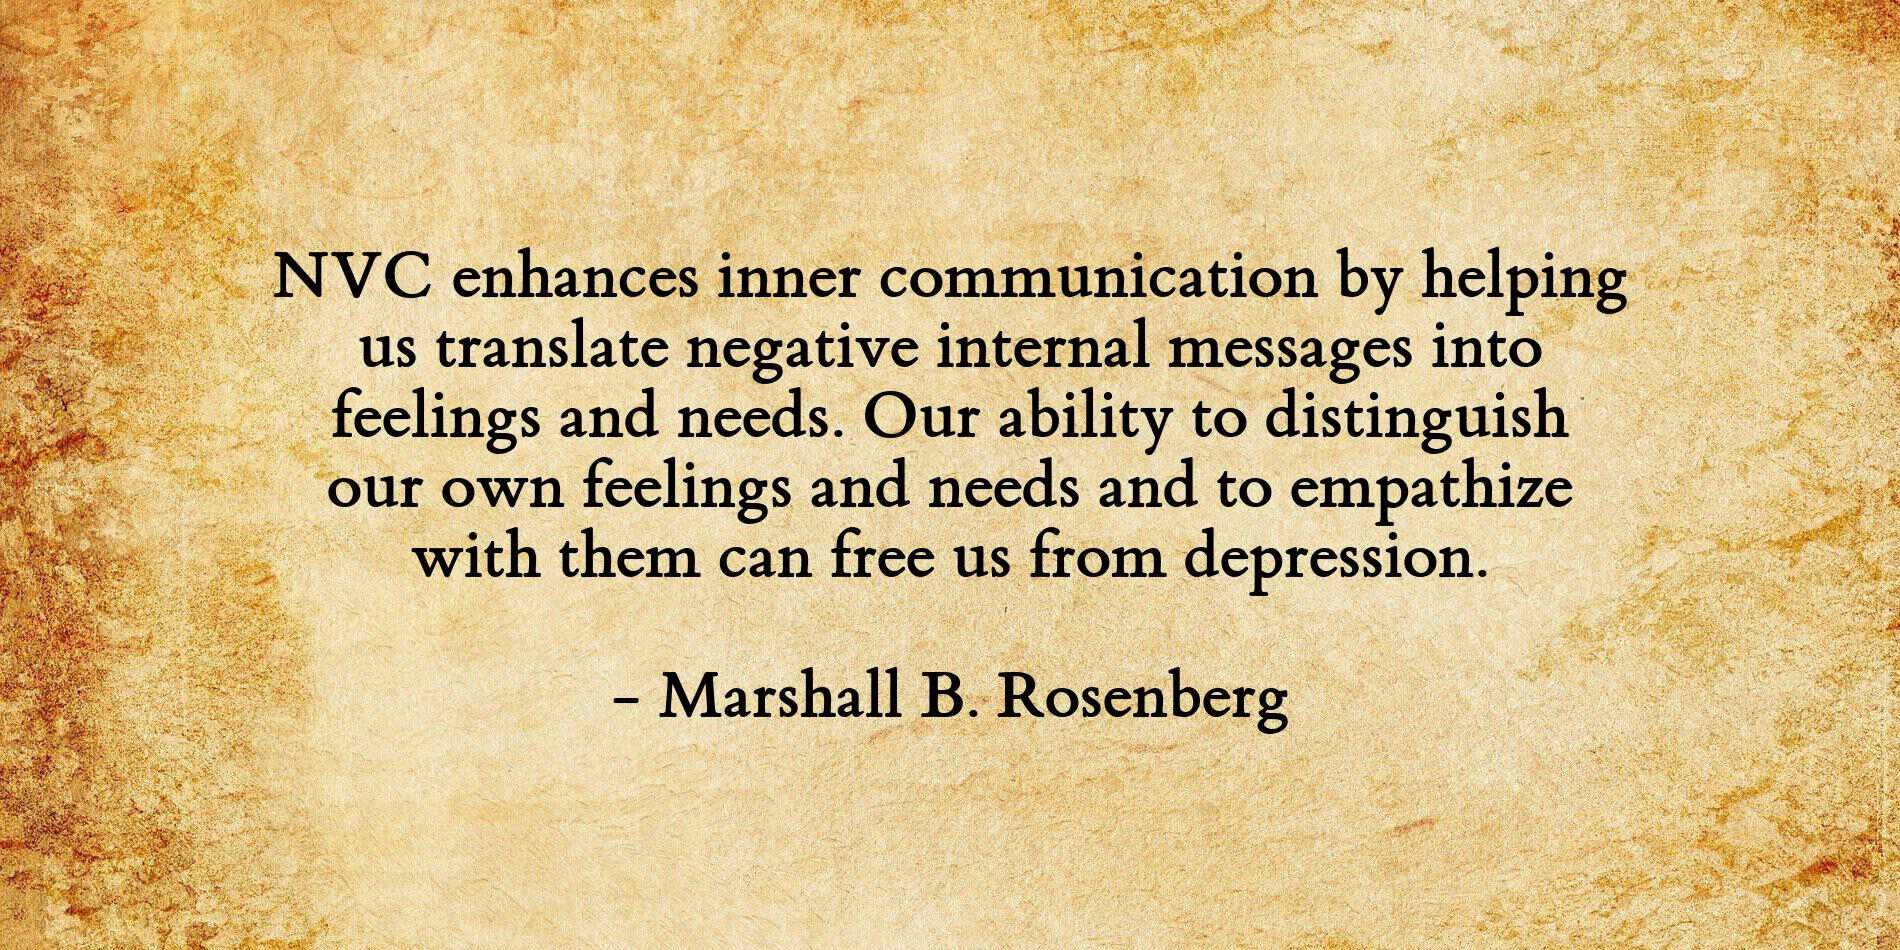 NVC enhances inner communication by helping
us translate negative internal messages into
feelings and needs. Our ability to distinguish
our own feelings and needs and to empathize
with them can free us from depression.
- Marshall B. Rosenberg